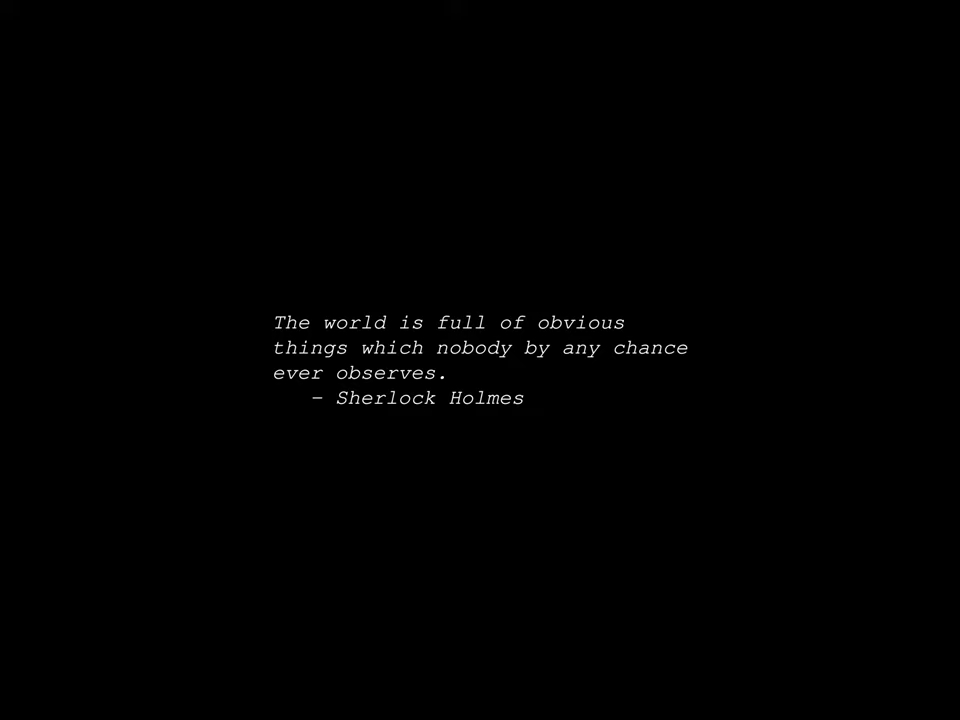 The world is full of obvious
things which nobody by any chance
ever observes.
– Sherlock Holmes